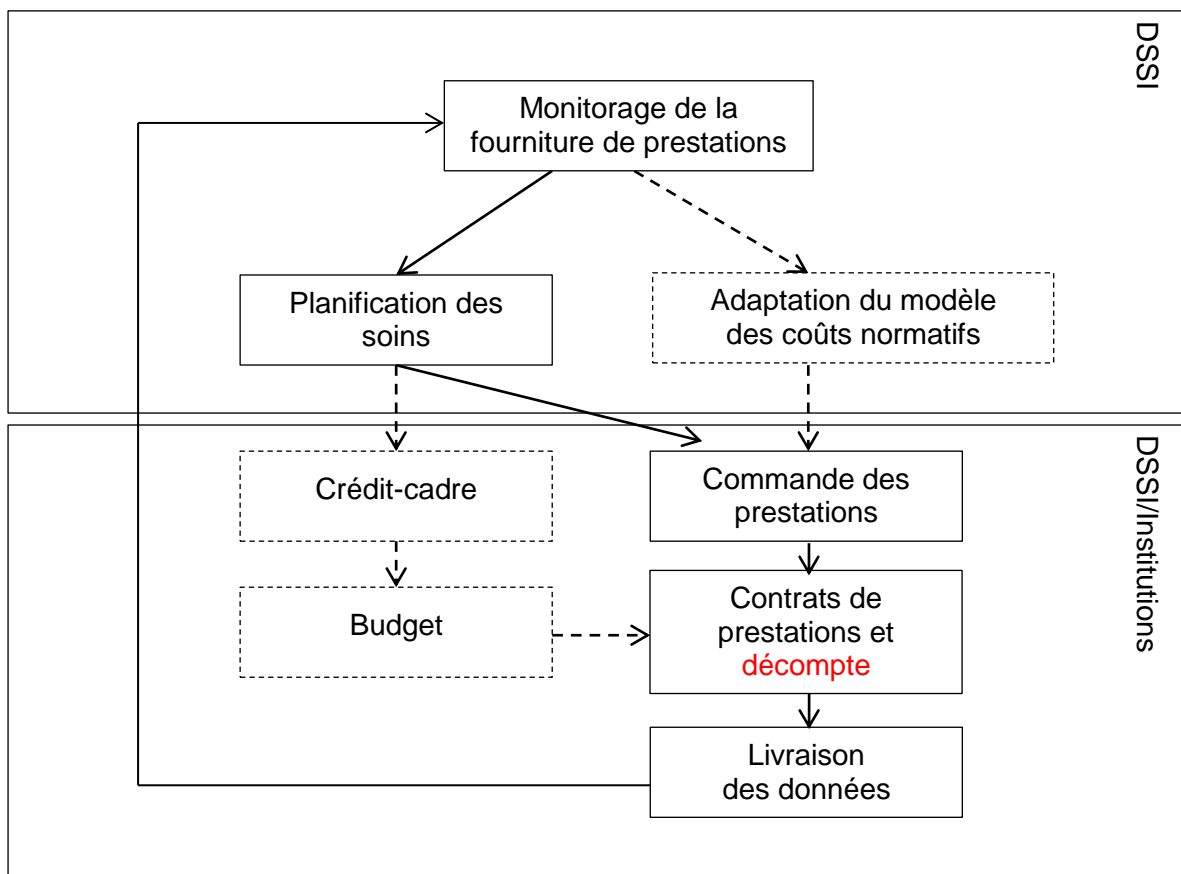 DSSI
Monitorage de la
fourniture de prestations
Planification des
soins
Adaptation du modèle
des coûts normatifs
DSSI/Institutions
Crédit-cadre
Commande des
prestations
Budget
Contrats de
prestations et
décompte
Livraison
des données